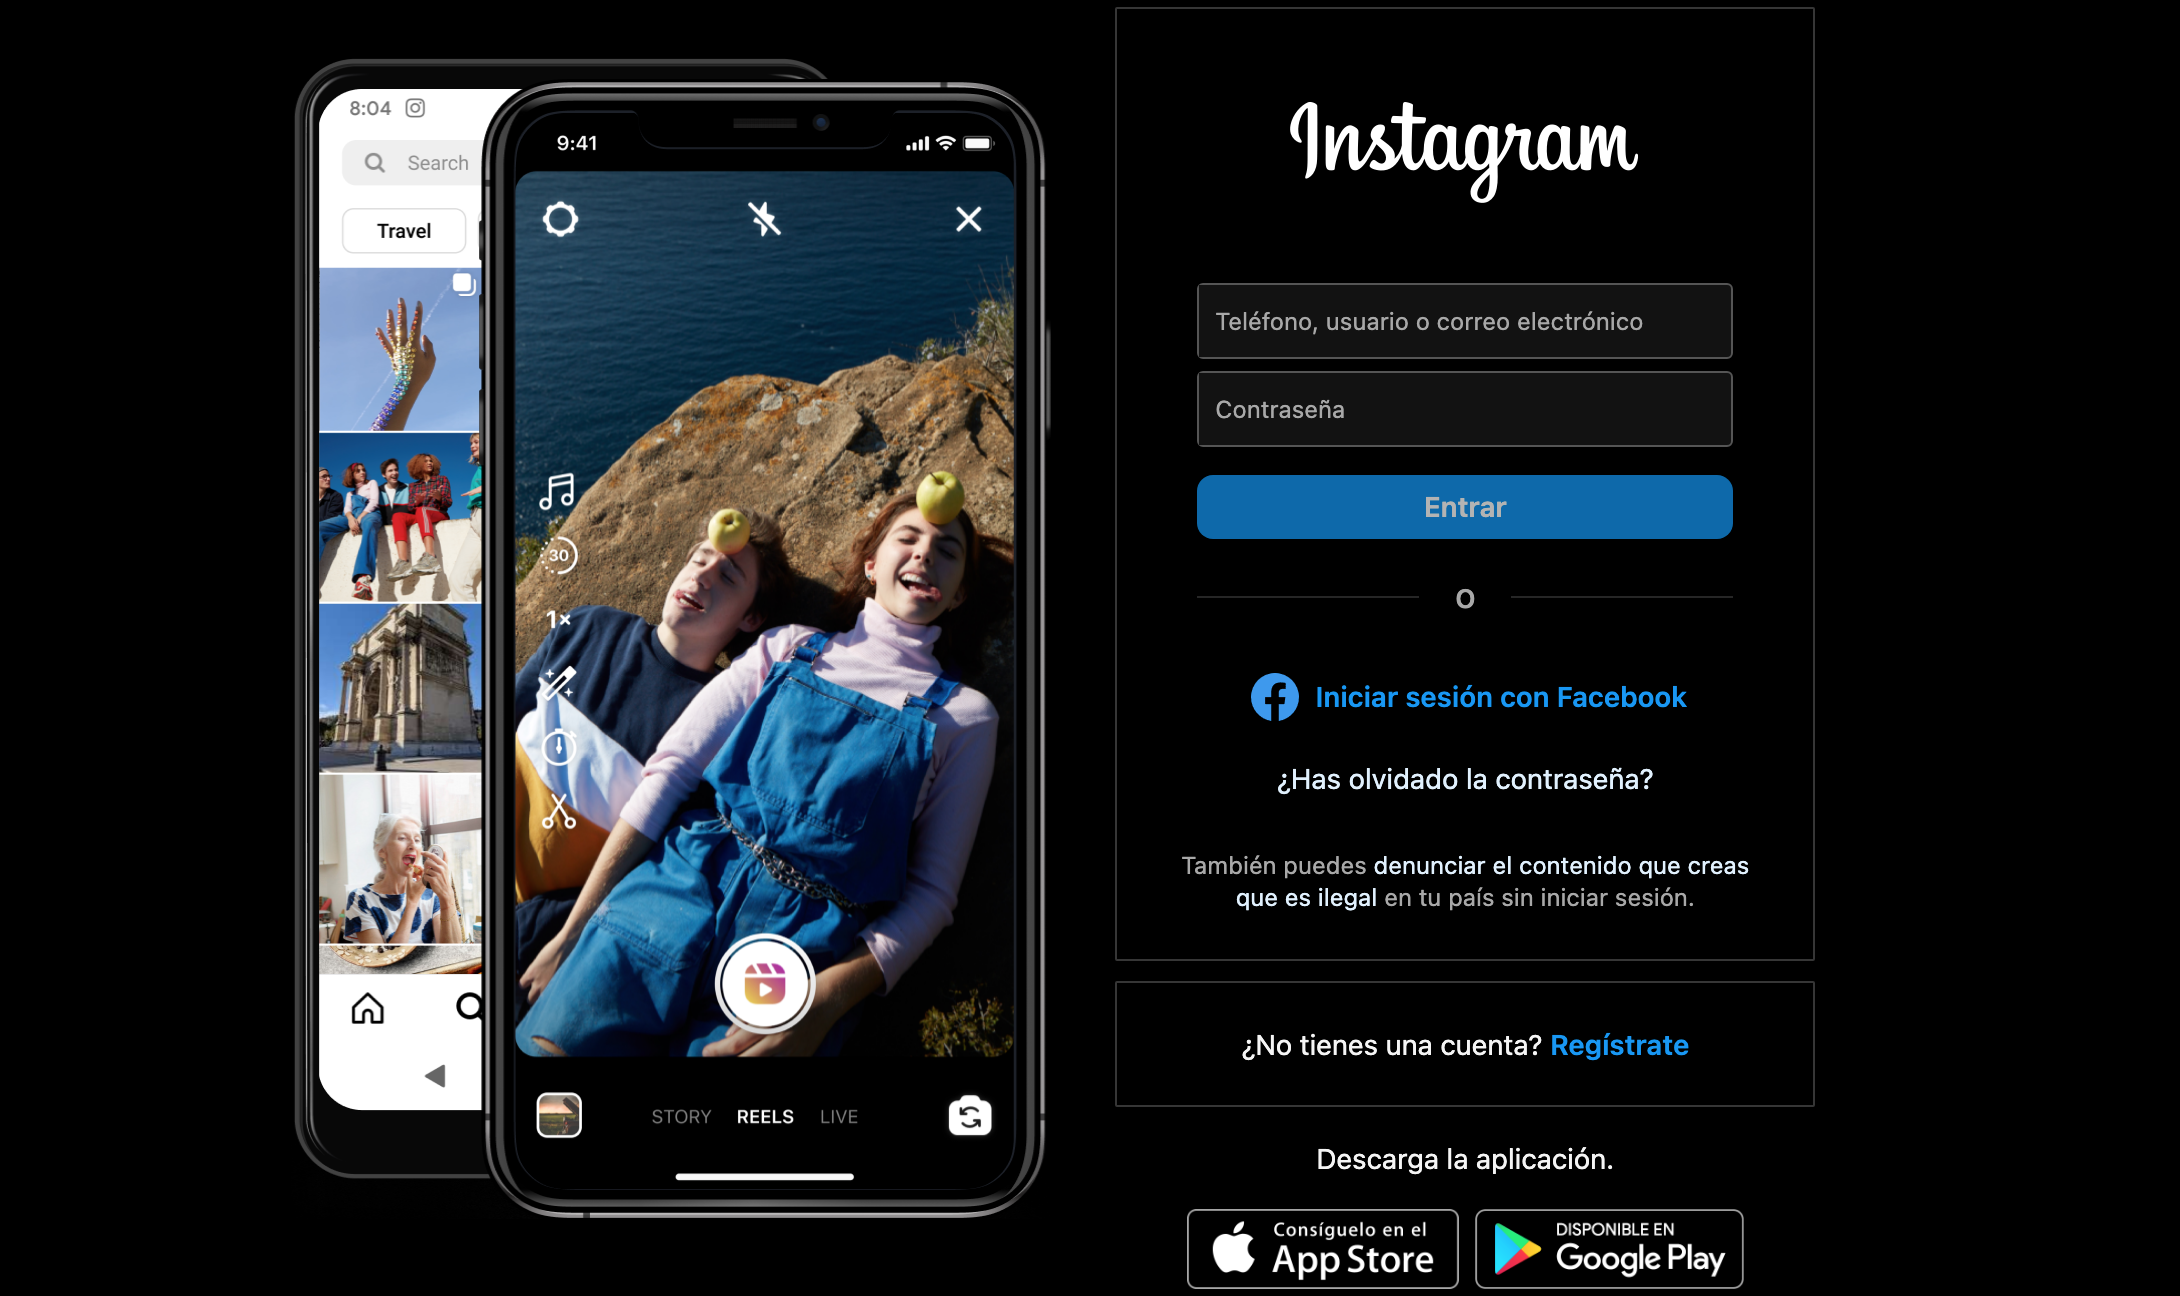 8:04
Search
Travel
9:41
30
1×
STORY REELS LIVE
Instagram
Teléfono, usuario o correo electrónico
Contraseña
Entrar
O
Iniciar sesión con Facebook
¿Has olvidado la contraseña?
También puedes denunciar el contenido que creas
que es ilegal en tu país sin iniciar sesión.
¿No tienes una cuenta? Regístrate
Descarga la aplicación.
Consíguelo en el
App Store
DISPONIBLE EN
Google Play